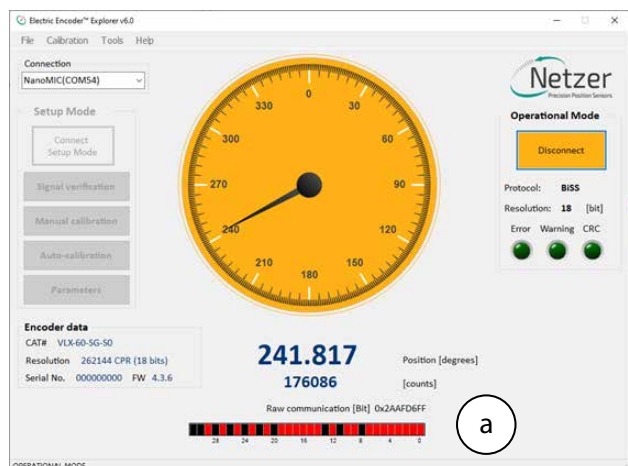 Electric Encoder™ Explorer v6.0
File Calibration Tools Help
Connection
NanoMIC(COM54)
Setup Mode
Connect
Setup Mode
Signal verification
Manual calibration
Auto-calibration
Parameters
0
30
60
90
120
150
180
210
240
270
300
330
Netzer
Precision Position Sensors
Operational Mode
Disconnect
Protocol: BiSS
Resolution: 18 [bit]
Error Warning CRC
Encoder data
CAT# VLX-60-SG-S0
Resolution 262144 CPR (18 bits)
Serial No. 000000000 FW 4.3.6
241.817 Position [degrees]
176086 [counts]
Raw communication [Bit] 0x2AAFD6FF
28 24 20 16 12 8 4 0
a
OPERATIONAL MODE